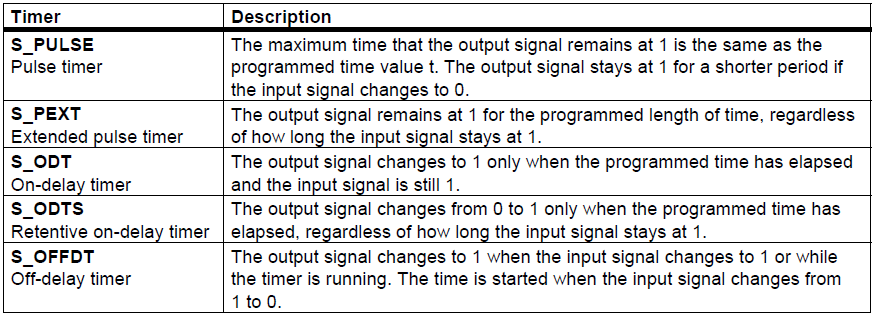 Timer Description
S_PULSE The maximum time that the output signal remains at 1 is the same as the
Pulse timer programmed time value t. The output signal stays at 1 for a shorter period if
the input signal changes to 0.
S_PEXT The output signal remains at 1 for the programmed length of time, regardless
Extended pulse timer of how long the input signal stays at 1.
S_ODT The output signal changes to 1 only when the programmed time has elapsed
On-delay timer and the input signal is still 1.
S_ODTS The output signal changes from 0 to 1 only when the programmed time has
Retentive on-delay timer elapsed, regardless of how long the input signal stays at 1.
S_OFFDT The output signal changes to 1 when the input signal changes to 1 or while
Off-delay timer the timer is running. The time is started when the input signal changes from
1 to 0.